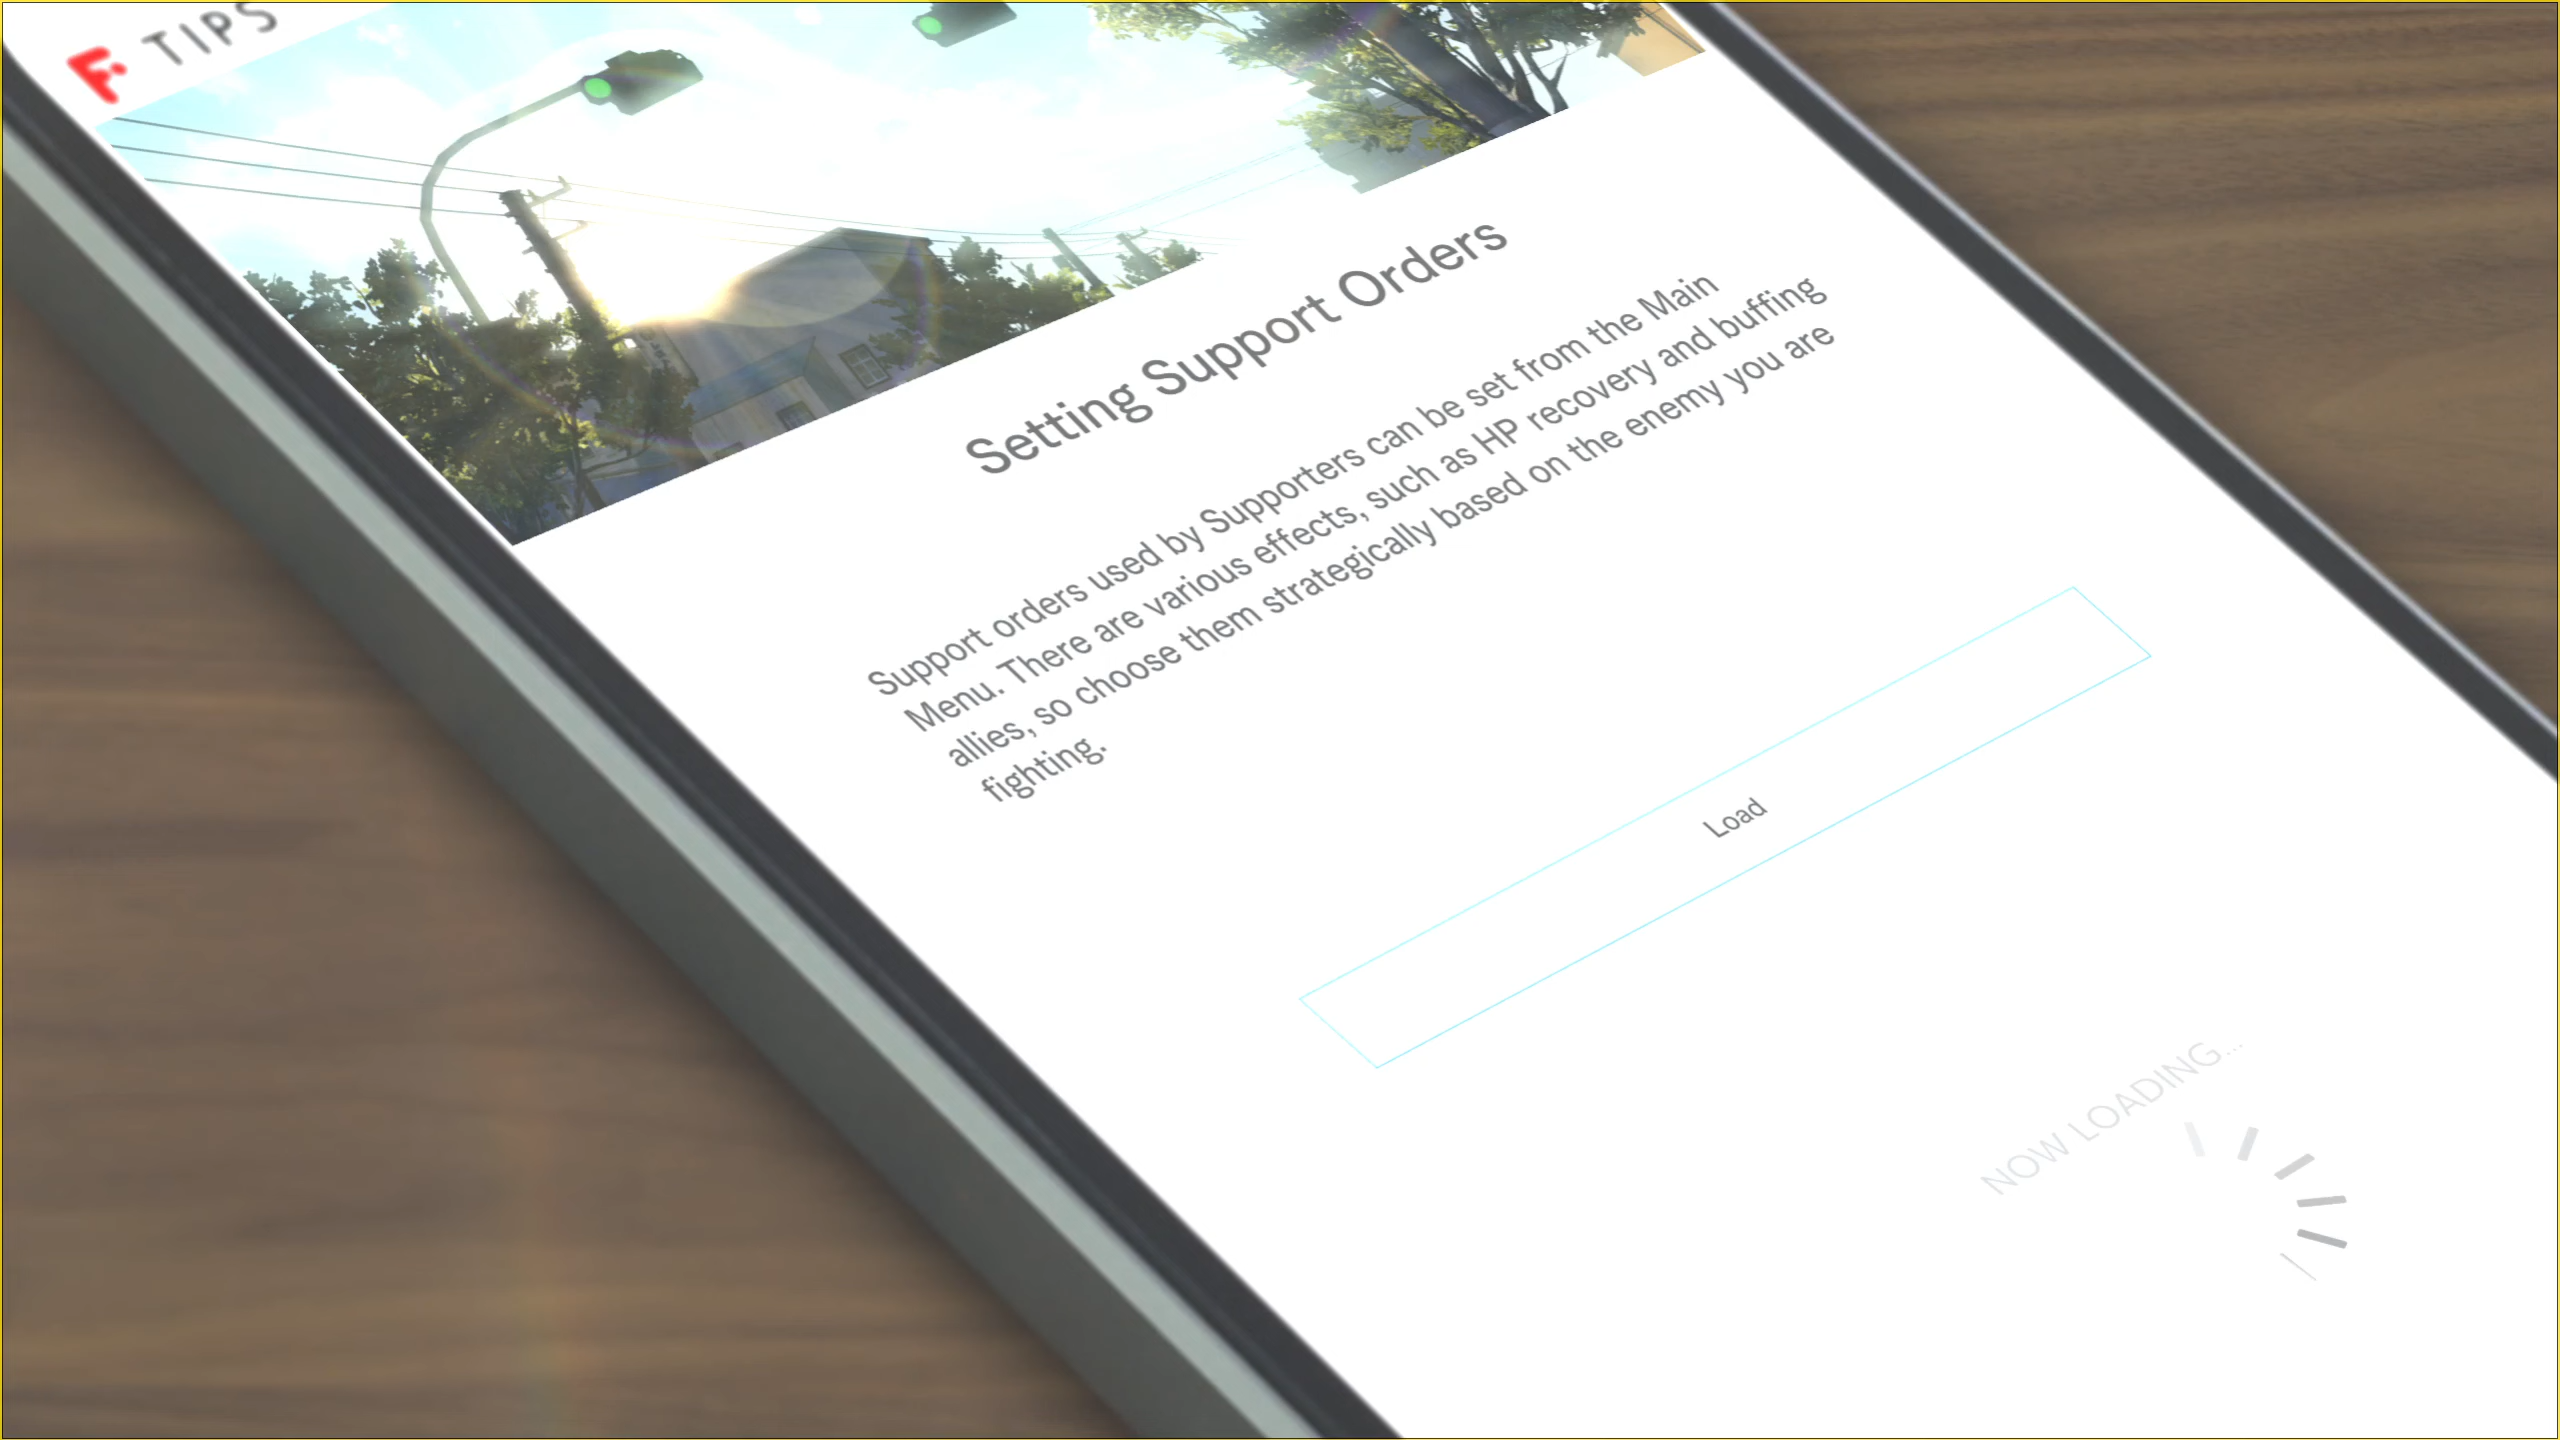 TIPS
Setting Support Orders
Support orders used by Supporters can be set from the Main
Menu. There are various effects, such as HP recovery and buffing
allies, so choose them strategically based on the enemy you are
fighting.
Load
NOW LOADING...